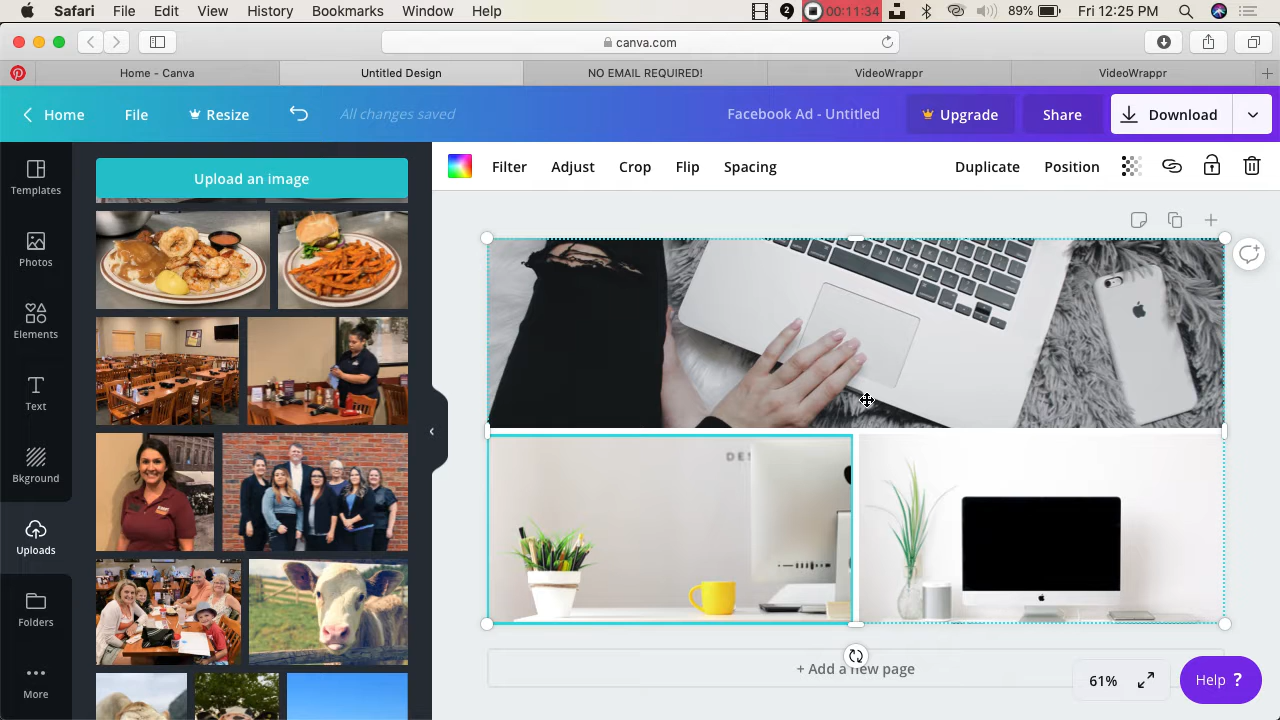 Safari File Edit View History Bookmarks Window Help 2 00:11:34 89% Fri 12:25 PM
canva.com
Home - Canva Untitled Design NO EMAIL REQUIRED! VideoWrappr VideoWrappr
Home File Resize All changes saved Facebook Ad - Untitled Upgrade Share Download
Filter Adjust Crop Flip Spacing Duplicate Position
Upload an image
Templates
Photos
Elements
Text
Bkground
Uploads
Folders
More
+ Add a new page
61%
Help ?